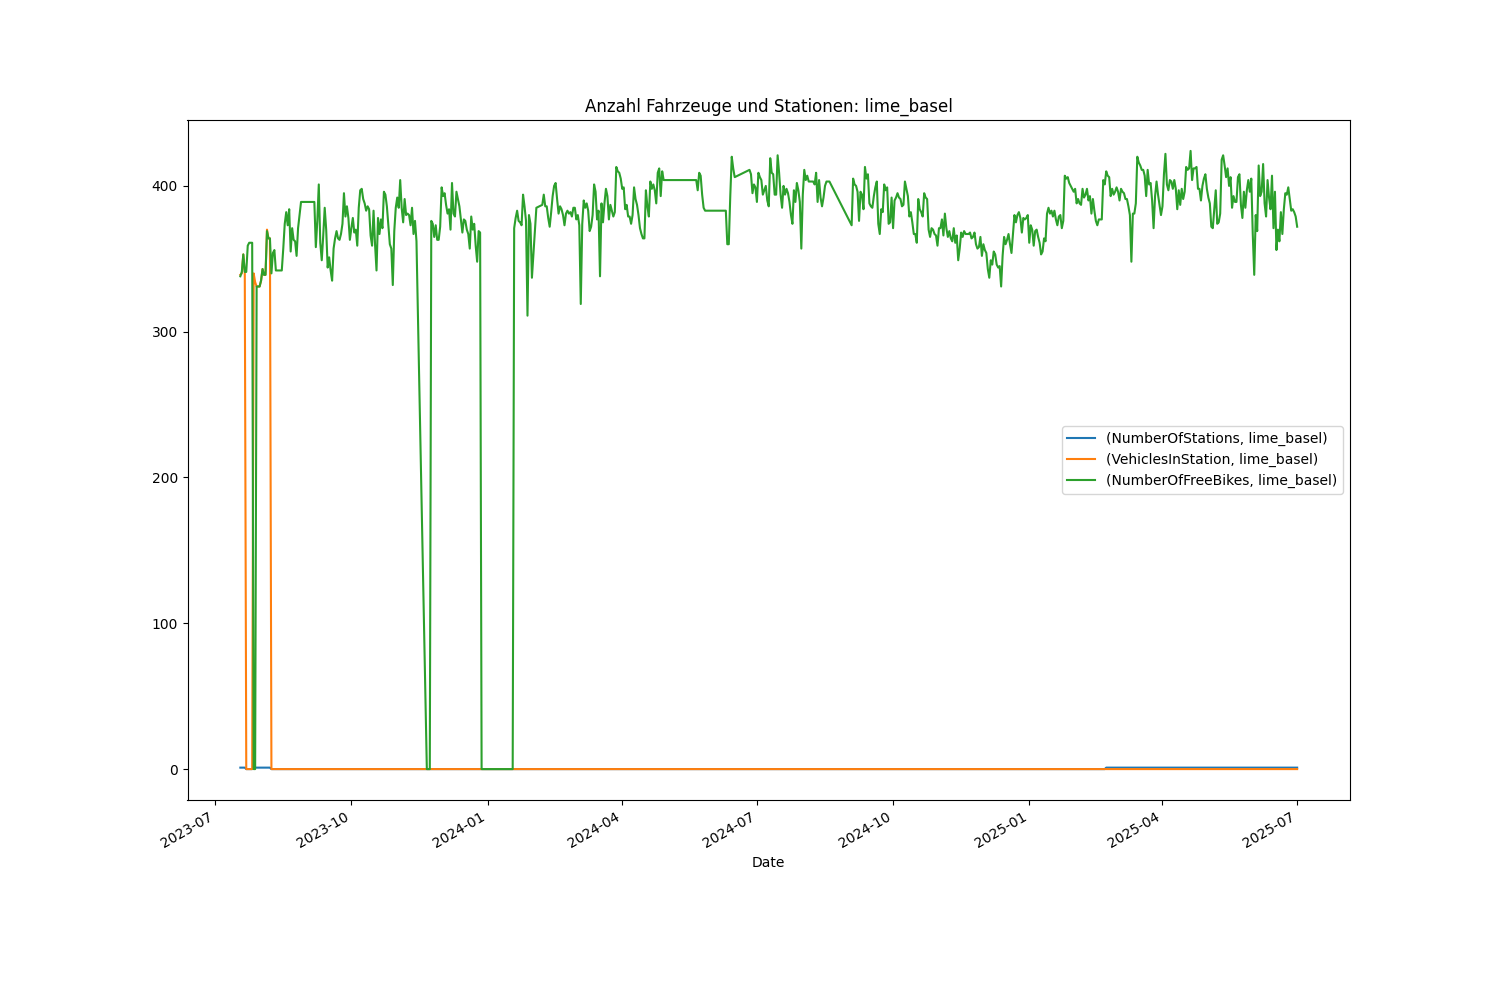 Anzahl Fahrzeuge und Stationen: lime_basel
400
300
200
100
0
(NumberOfStations, lime_basel)
(VehiclesInStation, lime_basel)
(NumberOfFreeBikes, lime_basel)
2023-07
2023-10
2024-01
2024-04
2024-07
2024-10
2025-01
2025-04
2025-07
Date